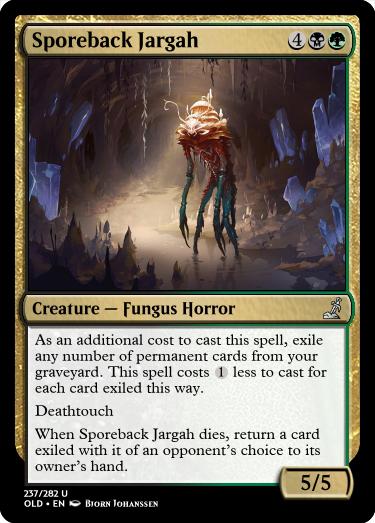 Sporeback Jargah 4
Creature — Fungus Horror
As an additional cost to cast this spell, exile
any number of permanent cards from your
graveyard. This spell costs 1 less to cast for
each card exiled this way.
Deathtouch
When Sporeback Jargah dies, return a card
exiled with it of an opponent's choice to its
owner's hand.
5/5
237/282 U
OLD • EN Bjorn Johanssen